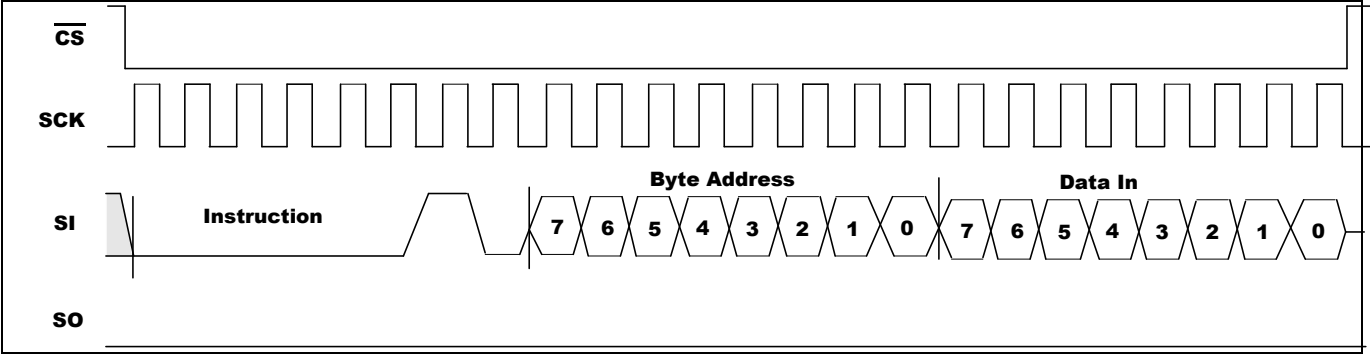 CS
SCK
Byte Address
Data In
SI
Instruction
7 6 5 4 3 2 1 0 7 6 5 4 3 2 1 0
SO